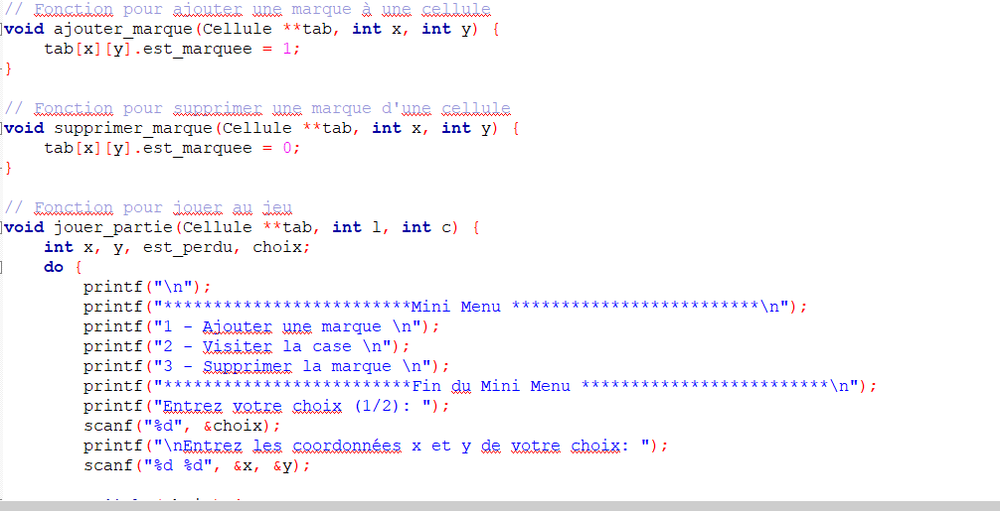 // Fonction pour ajouter une marque à une cellule
void ajouter_marque(Cellule **tab, int x, int y) {
    tab[x][y].est_marquee = 1;
}

// Fonction pour supprimer une marque d'une cellule
void supprimer_marque(Cellule **tab, int x, int y) {
    tab[x][y].est_marquee = 0;
}

// Fonction pour jouer au jeu
void jouer_partie(Cellule **tab, int l, int c) {
    int x, y, est_perdu, choix;
    do {
        printf("\n");
        printf("*************************Mini Menu *************************\n");
        printf("1 - Ajouter une marque \n");
        printf("2 - Visiter la case \n");
        printf("3 - Supprimer la marque \n");
        printf("*************************Fin du Mini Menu *************************\n");
        printf("Entrez votre choix (1/2): ");
        scanf("%d", &choix);
        printf("\nEntrez les coordonnées x et y de votre choix: ");
        scanf("%d %d", &x, &y);